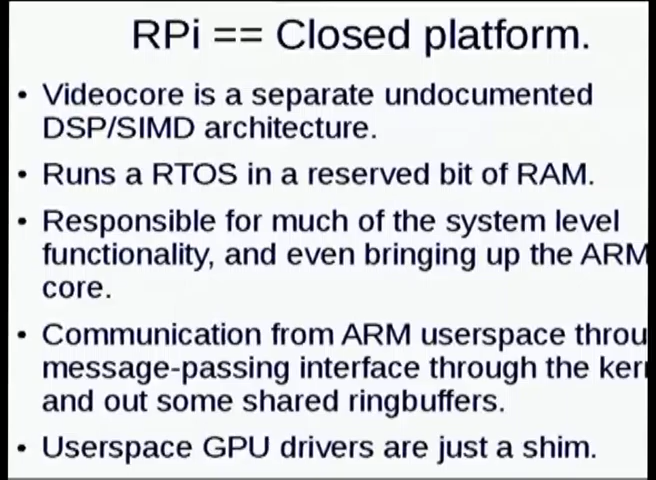 RPi == Closed platform.
• Videocore is a separate undocumented
DSP/SIMD architecture.
• Runs a RTOS in a reserved bit of RAM.
• Responsible for much of the system level
functionality, and even bringing up the ARM
core.
• Communication from ARM userspace throu
message-passing interface through the ker
and out some shared ringbuffers.
• Userspace GPU drivers are just a shim.